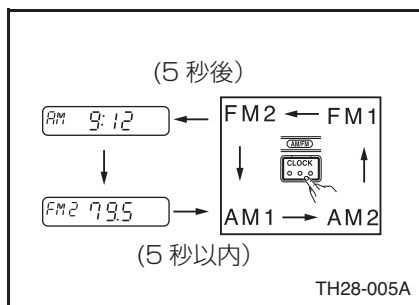 (5 秒後)
AM 9:12
FM2 79.5
FM2 FM1
AM/FM
CLOCK
AM1 AM2
(5 秒以内)
TH28-005A